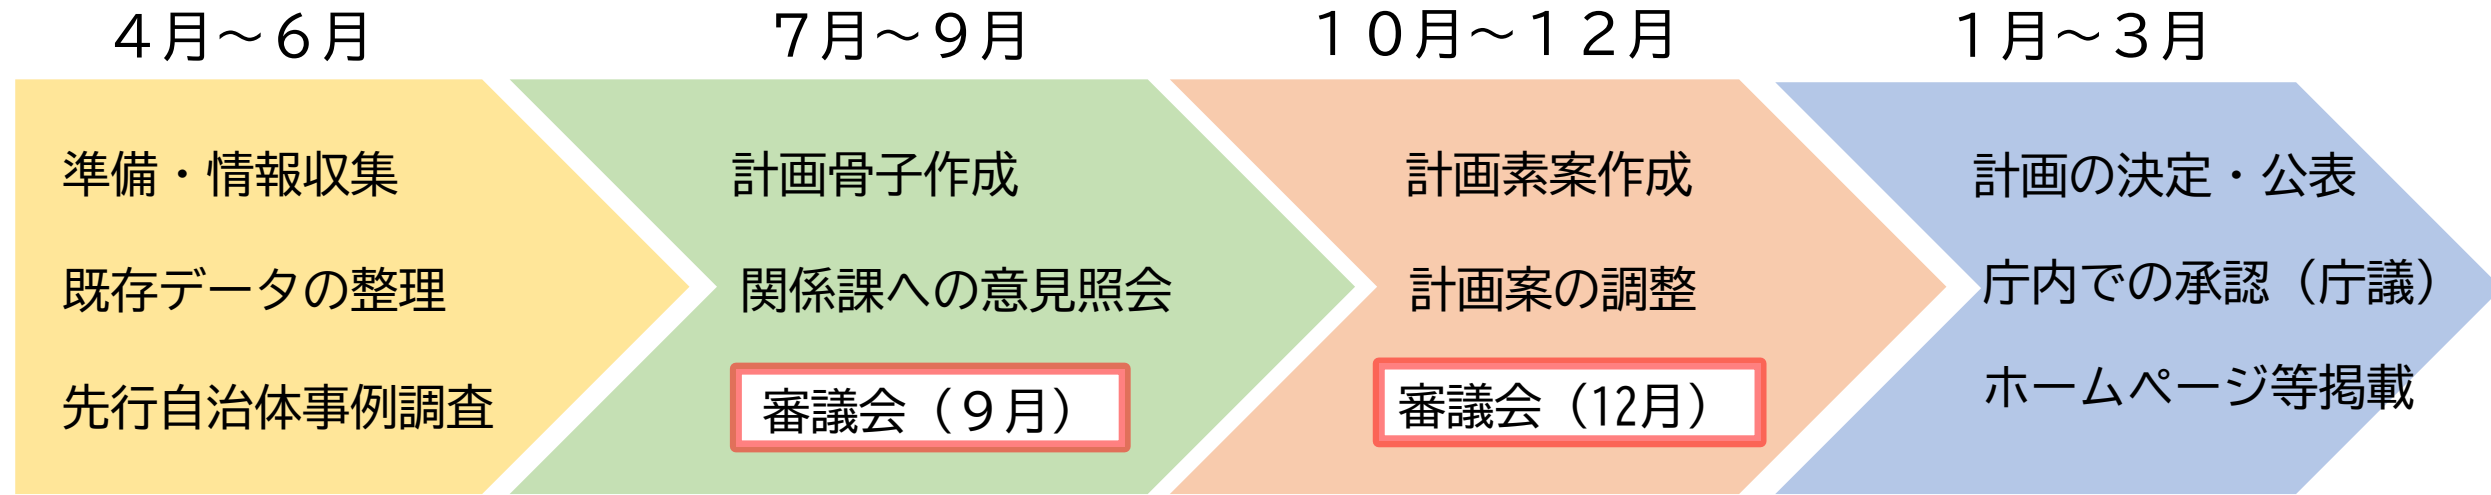 ４月～６月
準備・情報収集
既存データの整理
先行自治体事例調査
７月～９月
計画骨子作成
関係課への意見照会
審議会（９月）
１０月～１２月
計画素案作成
計画案の調整
審議会（12月）
１月～３月
計画の決定・公表
庁内での承認（庁議）
ホームページ等掲載